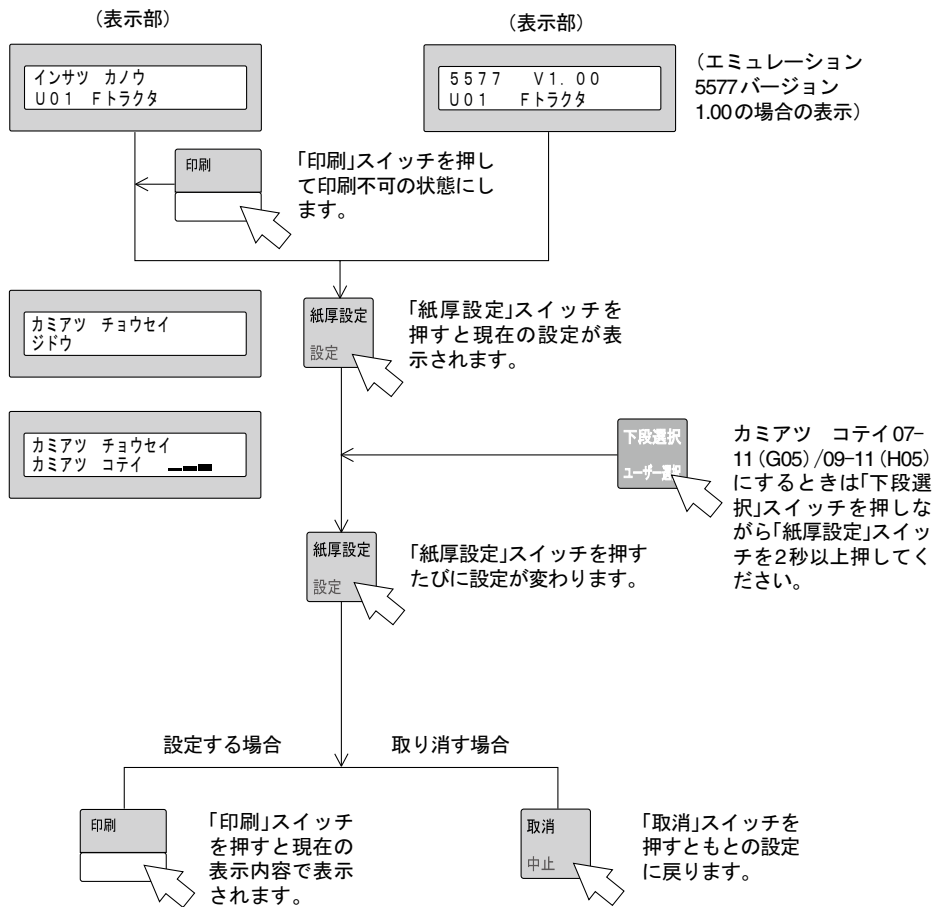 (表示部)
(表示部)
インサツ カノウ
U01 Fトラクタ
5577 V1.00
U01 Fトラクタ
(エミュレーション
5577バージョン
1.00の場合の表示)
印刷
「印刷」スイッチを押し
て印刷不可の状態にし
ます。
カミアツ チョウセイ
ジドウ
紙厚設定
設定
「紙厚設定」スイッチを
押すと現在の設定が表
示されます。
カミアツ チョウセイ
カミアツ コテイ
下段選択
ユーザー選択
カミアツ コテイ07-
11(G05)/09-11(H05)
にするときは「下段選
択」スイッチを押しな
がら「紙厚設定」スイッ
チを2秒以上押してく
ださい。
紙厚設定
設定
「紙厚設定」スイッチを押す
たびに設定が変わります。
設定する場合
取り消す場合
印刷
「印刷」スイッチ
を押すと現在の
表示内容で表示
されます。
取消
中止
「取消」スイッチを
押すともとの設定
に戻ります。